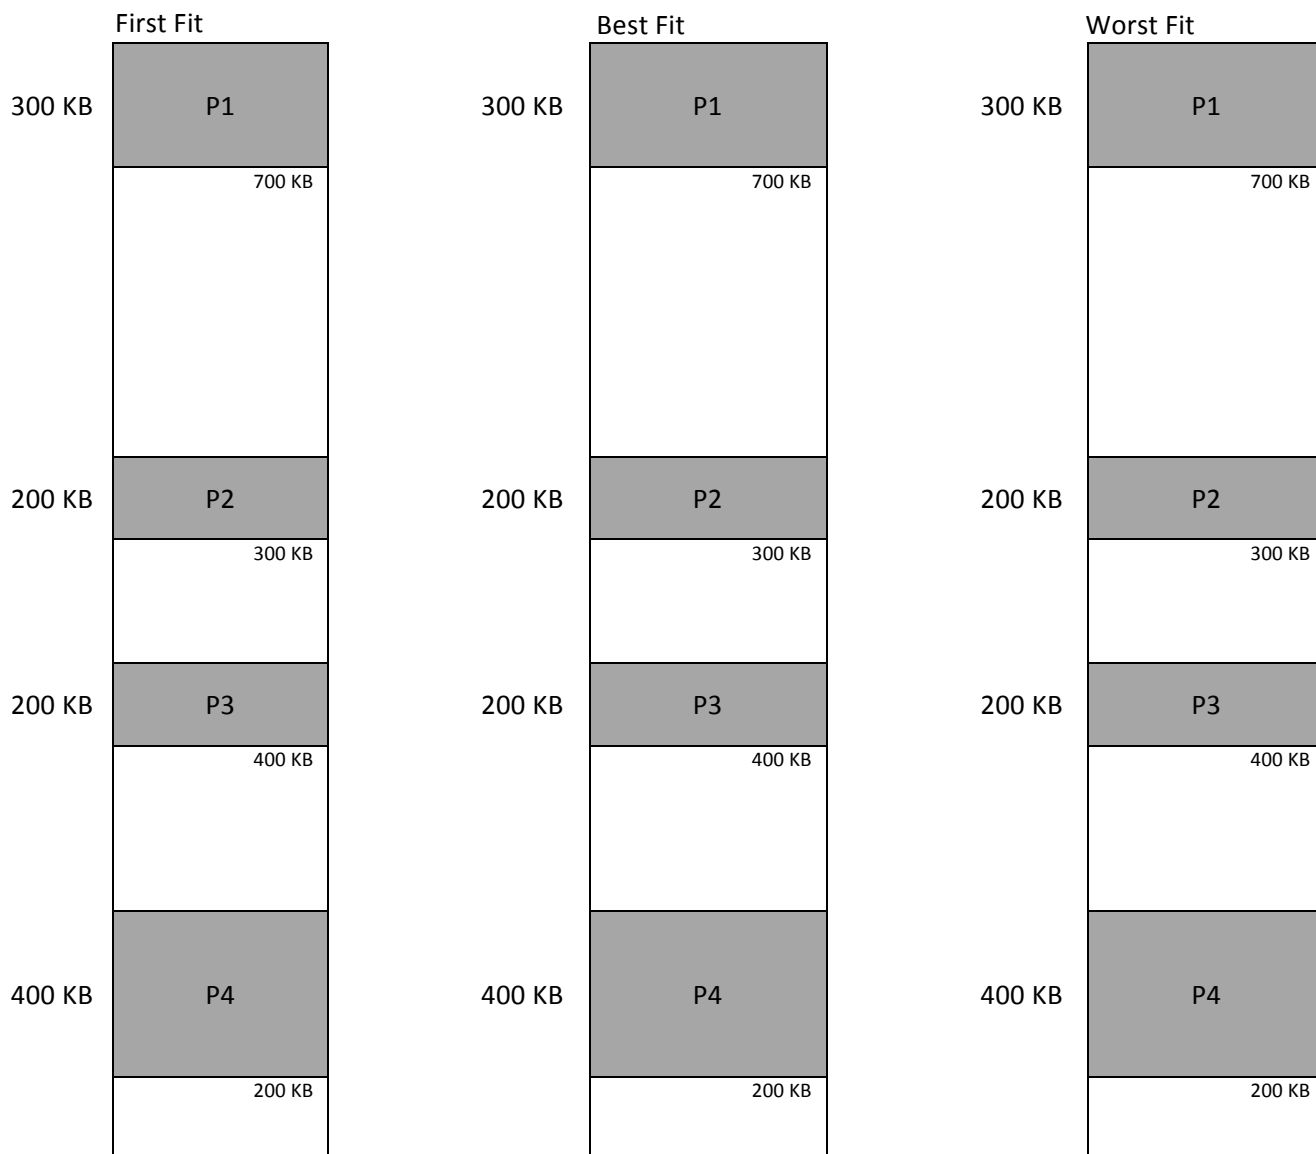 First Fit
Best Fit
Worst Fit
300 KB P1 300 KB P1 300 KB P1
700 KB 700 KB 700 KB
200 KB P2 200 KB P2 200 KB P2
300 KB 300 KB 300 KB
200 KB P3 200 KB P3 200 KB P3
400 KB 400 KB 400 KB
400 KB P4 400 KB P4 400 KB P4
200 KB 200 KB 200 KB